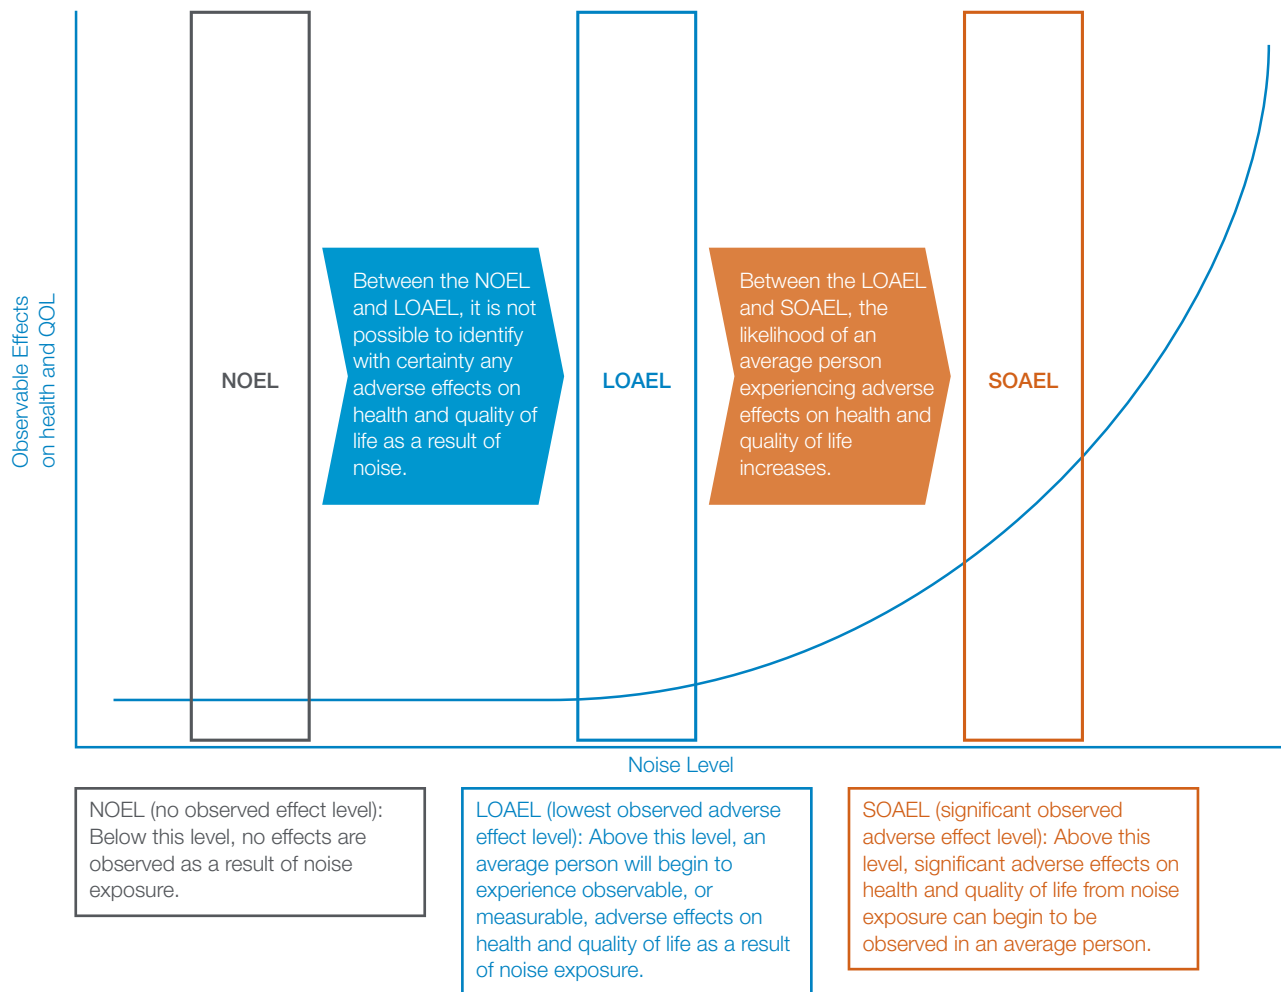 Observable Effects
on health and QOL
NOEL
Between the NOEL
and LOAEL, it is not
possible to identify
with certainty any
adverse effects on
health and quality of
life as a result of
noise.
LOAEL
Between the LOAEL
and SOAEL, the
likelihood of an
average person
experiencing adverse
effects on health and
quality of life
increases.
SOAEL
Noise Level
NOEL (no observed effect level):
Below this level, no effects are
observed as a result of noise
exposure.
LOAEL (lowest observed adverse
effect level): Above this level, an
average person will begin to
experience observable, or
measurable, adverse effects on
health and quality of life as a result
of noise exposure.
SOAEL (significant observed
adverse effect level): Above this
level, significant adverse effects on
health and quality of life from noise
exposure can begin to be
observed in an average person.